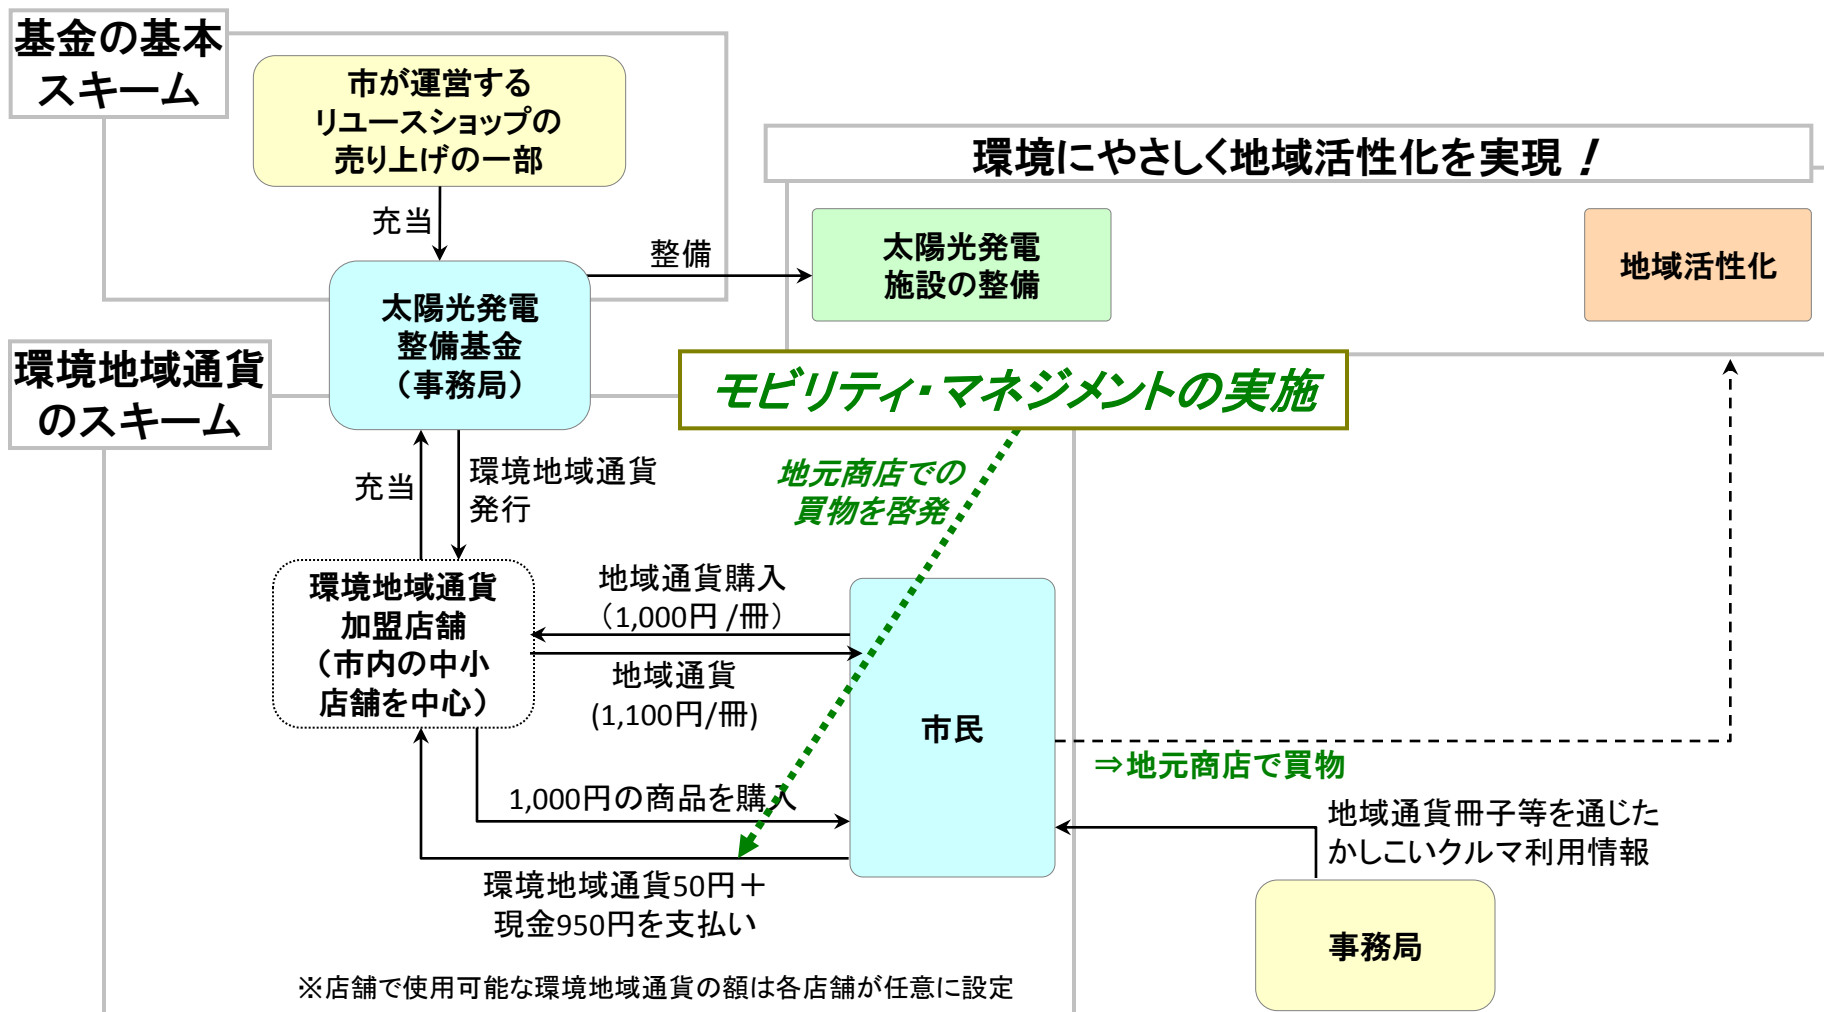 基金の基本
スキーム
市が運営する
リユースショップの
売り上げの一部
環境にやさしく地域活性化を実現！
充当
整備
太陽光発電
施設の整備
地域活性化
太陽光発電
整備基金
（事務局）
環境地域通貨
のスキーム
モビリティ・マネジメントの実施
充当
環境地域通貨
発行
地元商店での
買物を啓発
環境地域通貨
加盟店舗
（市内の中小
店舗を中心）
地域通貨購入
（1,000円/冊）
地域通貨
(1,100円/冊)
市民
⇒地元商店で買物
1,000円の商品を購入
地域通貨冊子等を通じた
かしこいクルマ利用情報
環境地域通貨50円＋
現金950円を支払い
事務局
※店舗で使用可能な環境地域通貨の額は各店舗が任意に設定